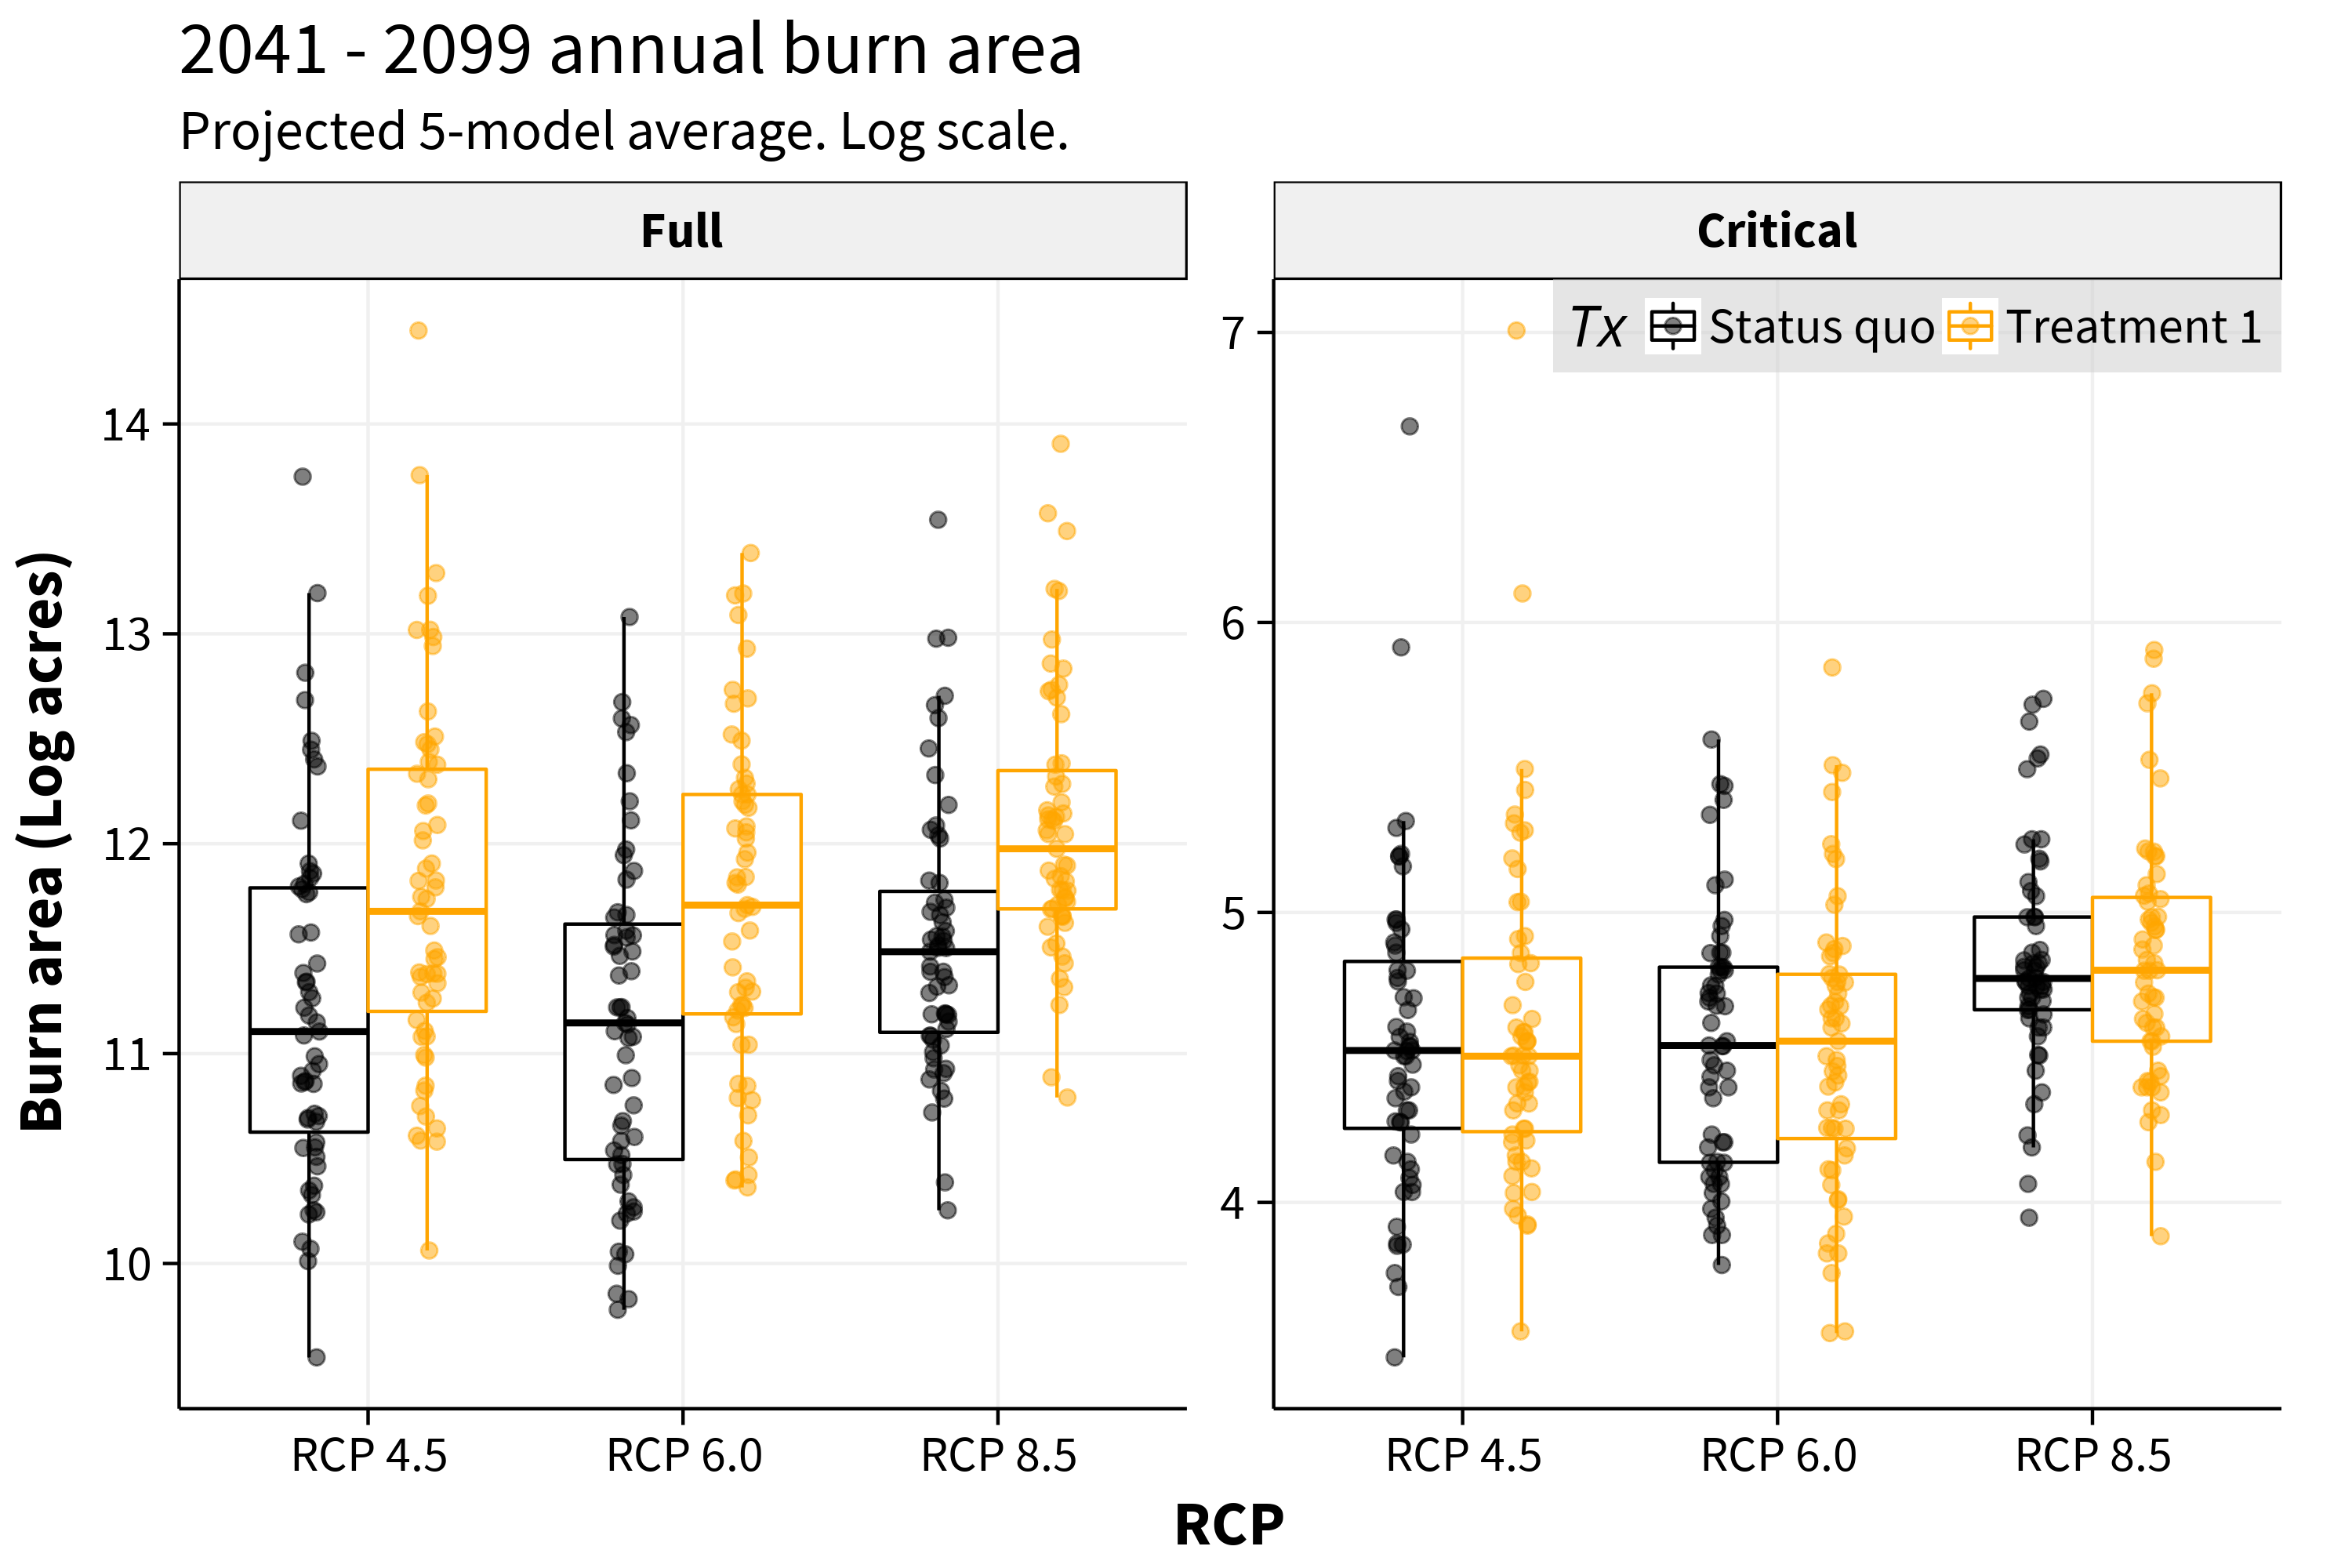 2041 - 2099 annual burn area
Projected 5-model average. Log scale.
Full
Critical
Tx Status quo Treatment 1
Burn area (Log acres)
14
13
12
11
10
7
6
5
4
RCP 4.5 RCP 6.0 RCP 8.5
RCP 4.5 RCP 6.0 RCP 8.5
RCP